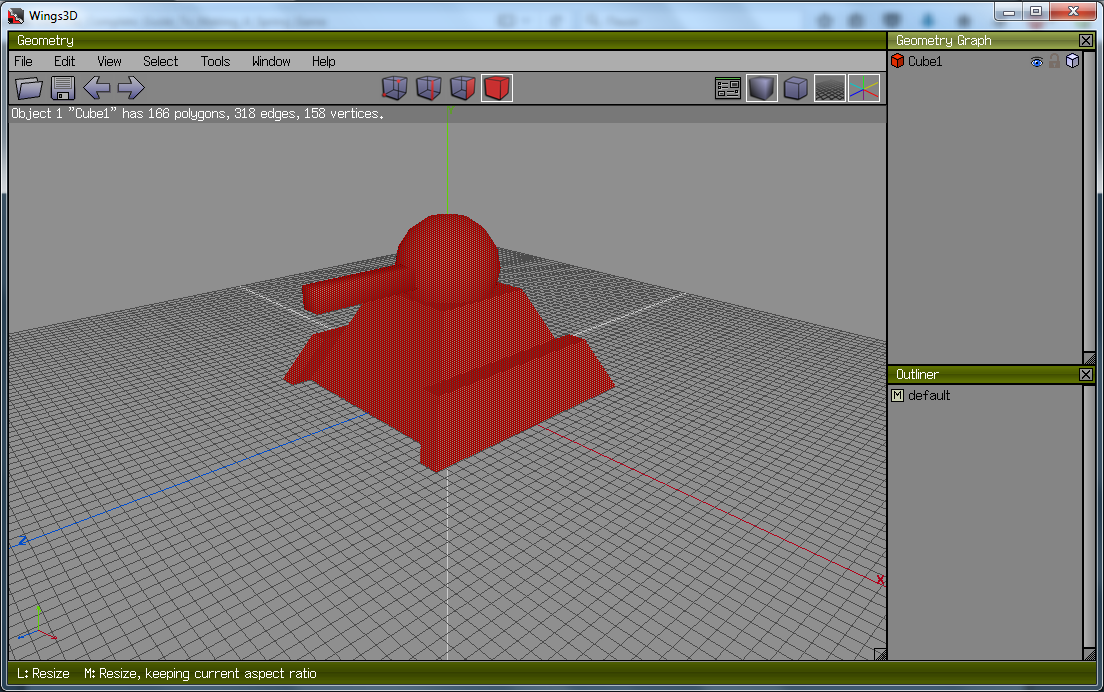 Wings3D
Geometry
Geometry Graph
File Edit View Select Tools Window Help
Cube1
Object 1 "Cube1" has 166 polygons, 318 edges, 158 vertices.
Outliner
M default
Z
X
L: Resize M: Resize, keeping current aspect ratio